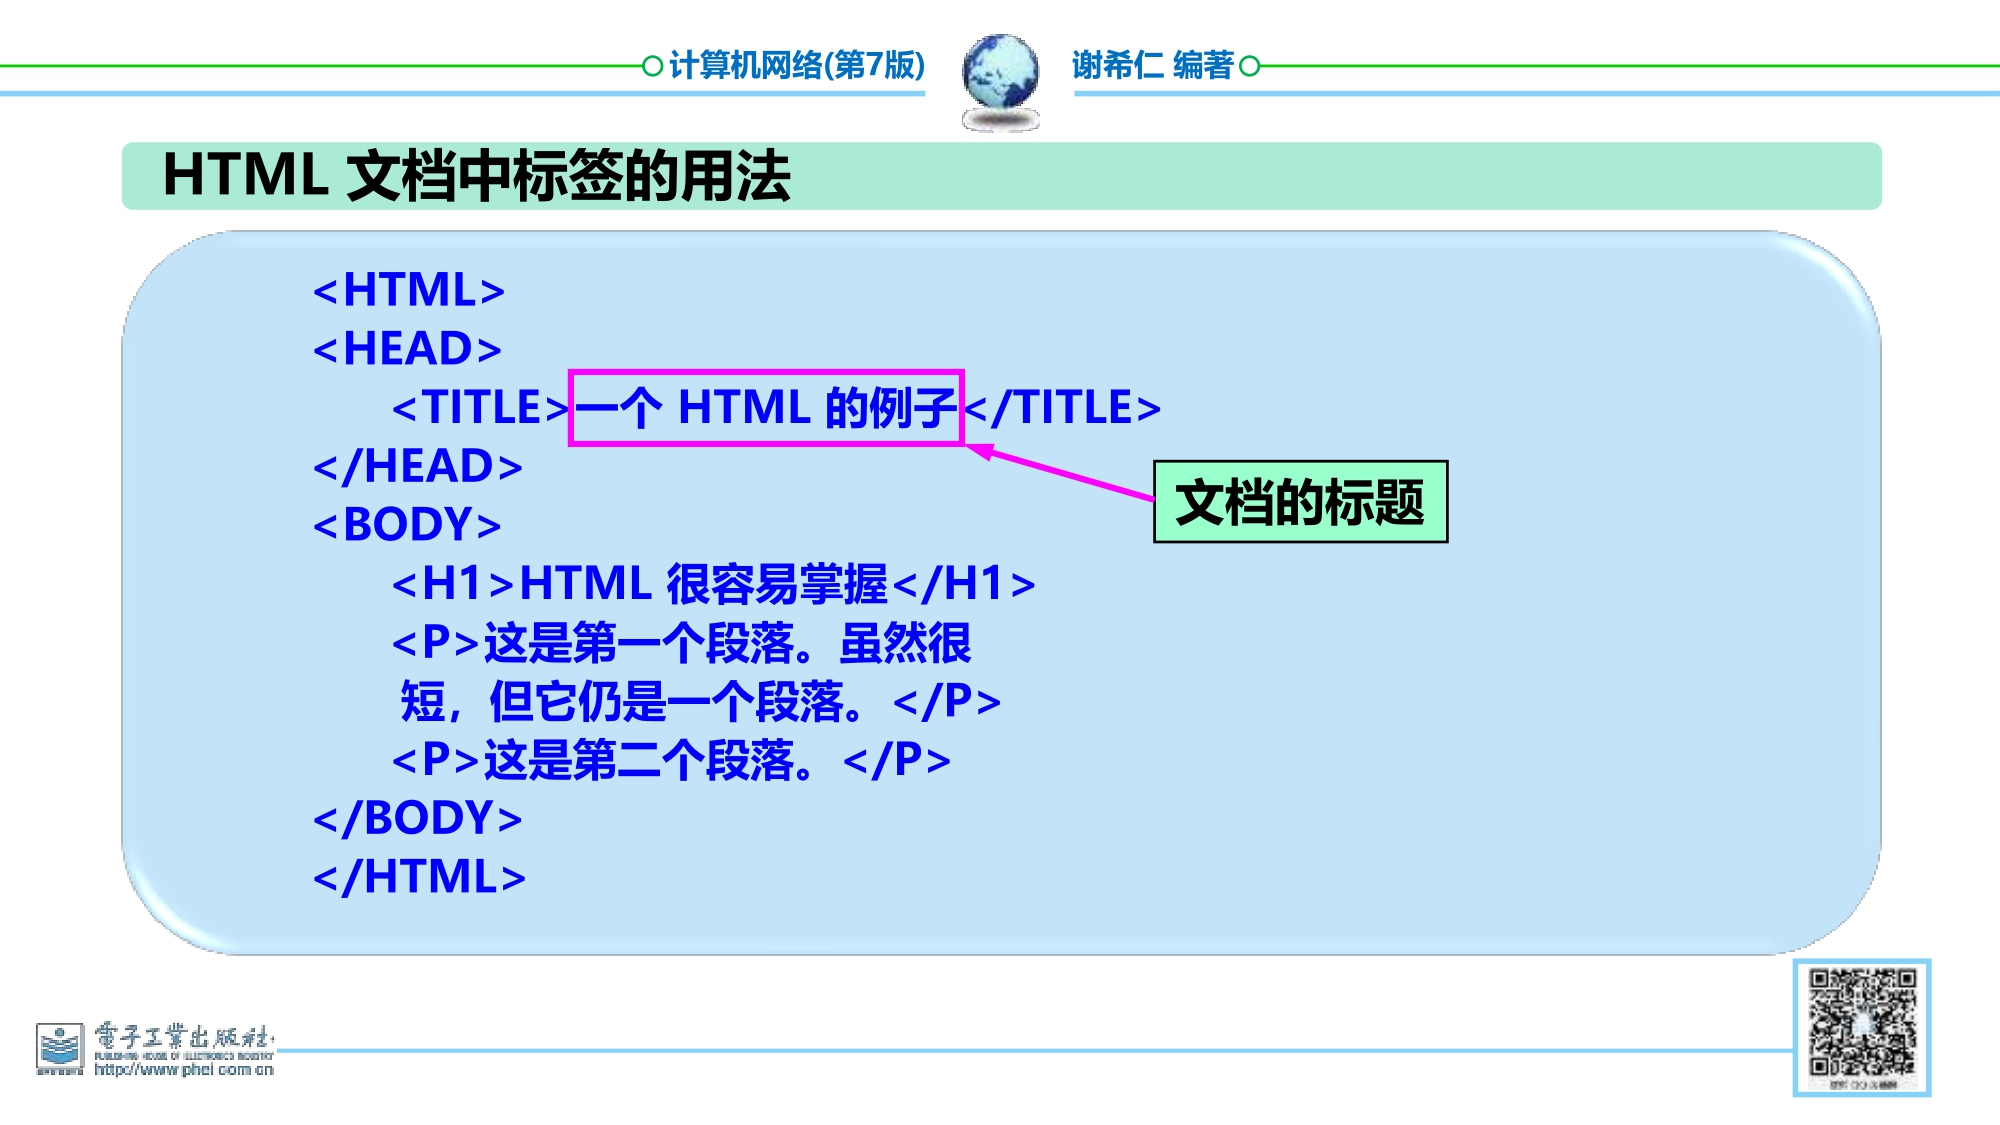 计算机网络(第7版)
谢希仁 编著
HTML 文档中标签的用法
<HTML>
<HEAD>
<TITLE>一个 HTML 的例子</TITLE>
</HEAD>
文档的标题
<BODY>
<H1>HTML 很容易掌握</H1>
<P>这是第一个段落。虽然很
短，但它仍是一个段落。</P>
<P>这是第二个段落。</P>
</BODY>
</HTML>
電子工業出版社
PUBLISHING HOUSE OF ELECTRONICS INDUSTRY
http://www.phei.com.cn